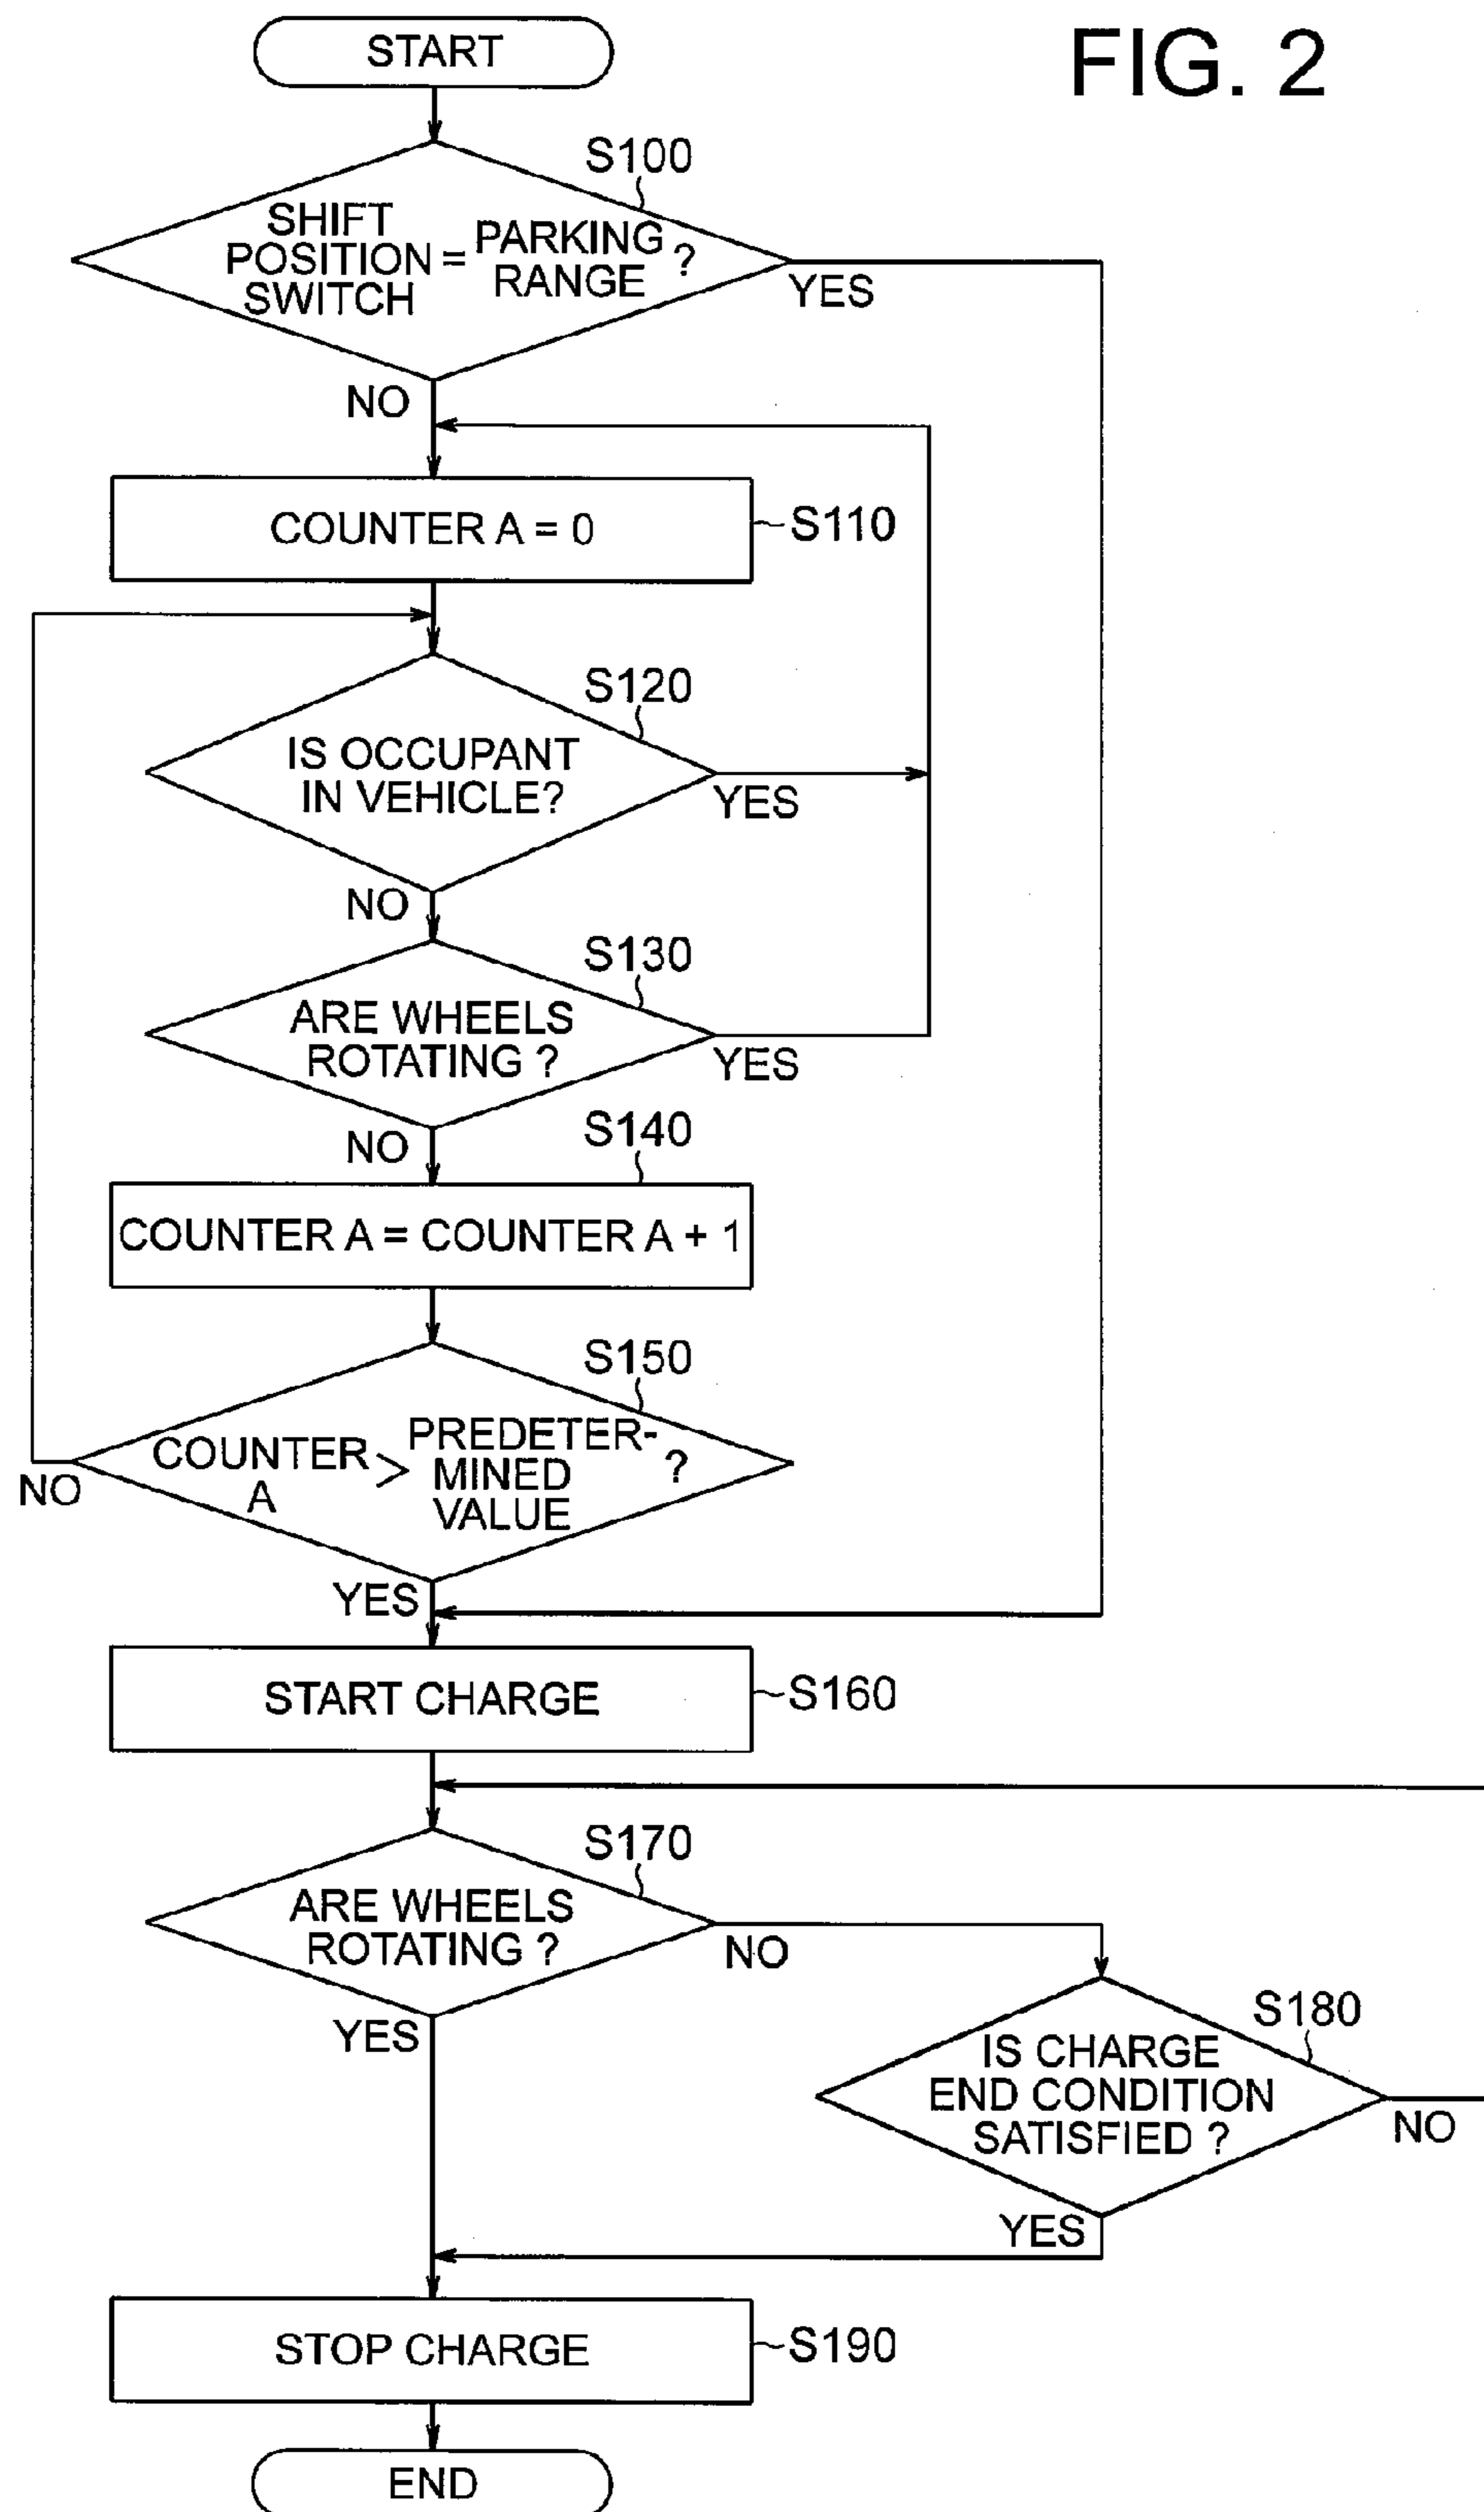 FIG. 2
START
S100
SHIFT
POSITION
SWITCH
=
PARKING
RANGE
?
YES
NO
COUNTER A = 0
S110
S120
IS OCCUPANT
IN VEHICLE?
YES
NO
S130
ARE WHEELS
ROTATING ?
YES
NO
S140
COUNTER A = COUNTER A + 1
S150
COUNTER
A
>
PREDETER-
MINED
VALUE
?
NO
YES
START CHARGE
S160
S170
ARE WHEELS
ROTATING ?
NO
YES
S180
IS CHARGE
END CONDITION
SATISFIED ?
NO
YES
STOP CHARGE
S190
END